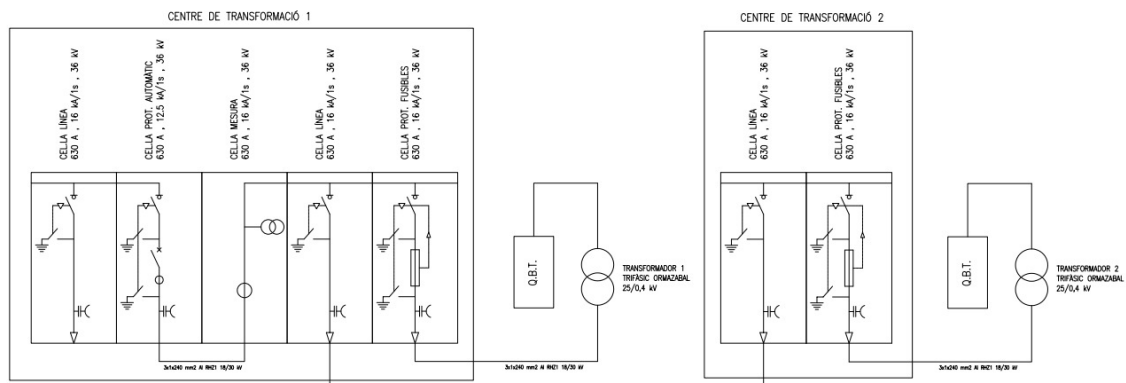 CENTRE DE TRANSFORMACIÓ 1
CELLA LÍNEA
630 A , 16 kA/1s , 36 kV
CELLA PROT. AUTOMÀTIC
630 A , 12.5 kA/1s , 36 kV
CELLA MESURA
630 A , 16 kA/1s , 36 kV
CELLA LÍNEA
630 A , 16 kA/1s , 36 kV
CELLA PROT. FUSIBLES
630 A , 16 kA/1s , 36 kV
Q.B.T.
TRANSFORMADOR 1
TRIFÀSIC ORMAZABAL
25/0,4 kV
3x1x240 mm2 Al RHZ1 18/30 kV
3x1x240 mm2 Al RHZ1 18/30 kV
CENTRE DE TRANSFORMACIÓ 2
CELLA LÍNEA
630 A , 16 kA/1s , 36 kV
CELLA PROT. FUSIBLES
630 A , 16 kA/1s , 36 kV
Q.B.T.
TRANSFORMADOR 2
TRIFÀSIC ORMAZABAL
25/0,4 kV
3x1x240 mm2 Al RHZ1 18/30 kV